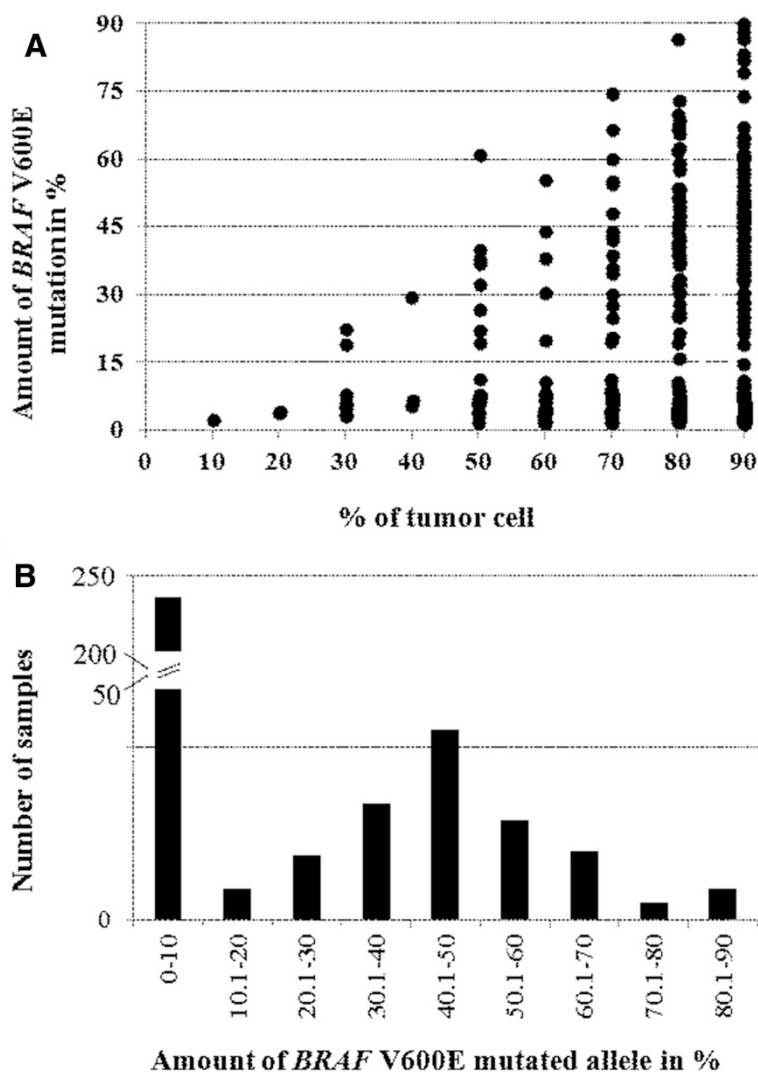 A
Amount of BRAF V600E
mutationin %
90
75
60
45
30
15
0
0 10 20 30 40 50 60 70 80 90
% of tumor cell
B
Number of samples
250
200
50
0
0-10
10.1-20
20.1-30
30.1-40
40.1-50
50.1-60
60.1-70
70.1-80
80.1-90
Amount of BRAF V600E mutated allele in %